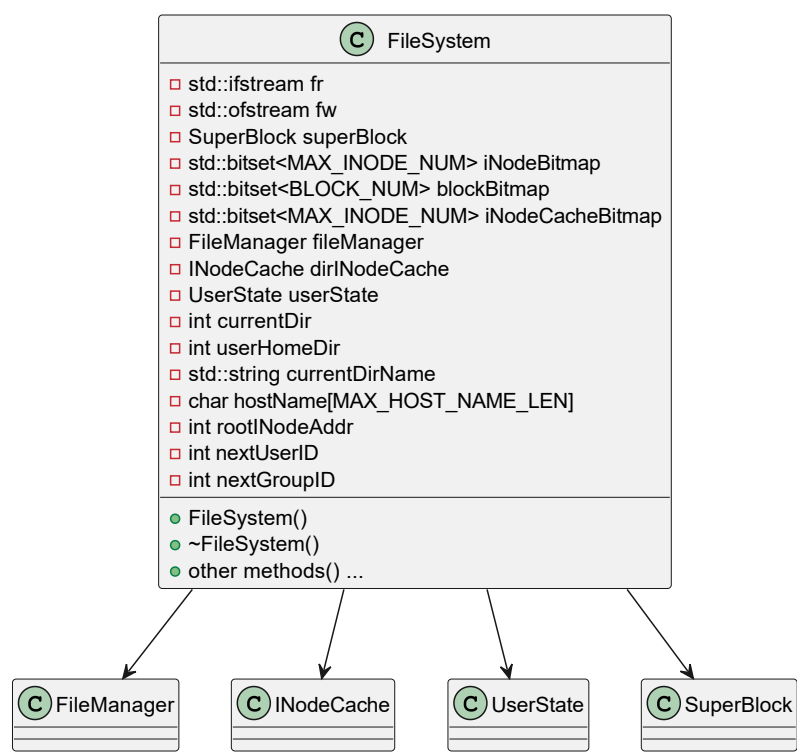 C FileSystem
std::ifstream fr
std::ofstream fw
SuperBlock superBlock
std::bitset<MAX_INODE_NUM> iNodeBitmap
std::bitset<BLOCK_NUM> blockBitmap
std::bitset<MAX_INODE_NUM> iNodeCacheBitmap
FileManager fileManager
INodeCache dirINodeCache
UserState userState
int currentDir
int userHomeDir
std::string currentDirName
char hostName[MAX_HOST_NAME_LEN]
int rootINodeAddr
int nextUserID
int nextGroupID
FileSystem()
~FileSystem()
other methods() ...
C FileManager
C INodeCache
C UserState
C SuperBlock